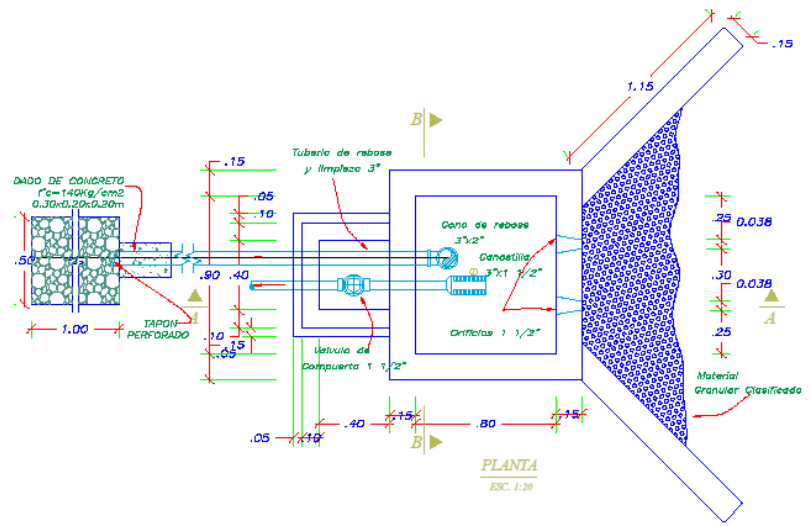 .15
1.15
B
.15
Tuberia de rebose
y limpieza 3"
DADO DE CONCRETO
f'c=140Kg/cm2
0.30x0.20x0.20m
.05
.10
Cono de rebose
3"x2"
Canastilla
3"x1 1/2"
.25
0.038
.50
.90
.40
.30
0.038
A
A
1.00
TAPON
PERFORADO
.10
.15
.05
Valvula de
Compuerta 1 1/2"
Orificios 1 1/2"
.25
Material
Granular Clasificado
.05
.10
.40
.15
.80
.15
B
PLANTA
ESC. 1:20